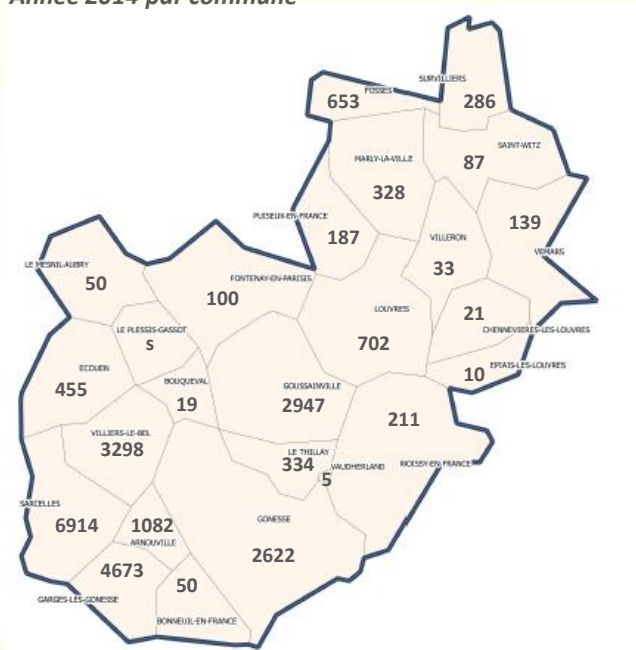 Année 2014 par commune
SURVILLIERS
FOSSES
653
286
SAINT-WITZ
MARLY-LA-VILLE
87
328
PUISEUX-EN-FRANCE
139
187
VILLERON
VEMARS
LE MESNIL-AUBRY
33
50
FONTENAY-EN-PARISIS
100
LOUVRES
21
LE PLESSIS-GASSOT
CHENNEVIERES-LES-LOUVRES
s
702
ECOUEN
EPIAIS-LES-LOUVRES
10
455
BOUQUEVAL
GOUSSAINVILLE
19
2947
211
VILLIERS-LE-BEL
3298
LE THILLAY
334
VAUDHERLAND
ROISSY-EN-FRANCE
5
SARCELLES
6914
1082
GONESSE
ARNOUVILLE
2622
4673
50
GARGES-LES-GONESSE
BONNEUIL-EN-FRANCE